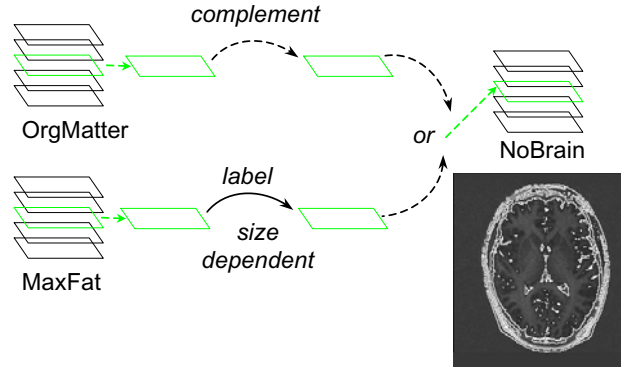 complement
OrgMatter
or
NoBrain
label
size
dependent
MaxFat